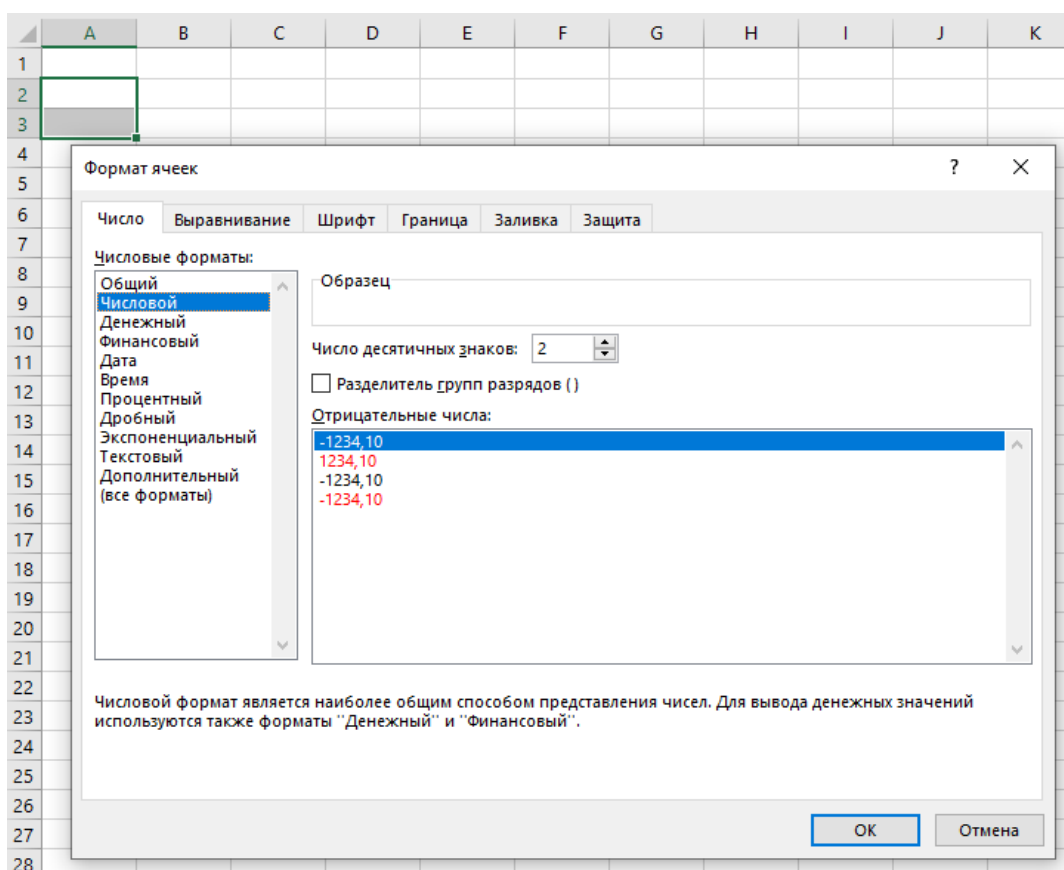 A B C D E F G H I J K
1
2
3
4
5
6
7
8
9
10
11
12
13
14
15
16
17
18
19
20
21
22
23
24
25
26
27
28
Формат ячеек ?
Число Выравнивание Шрифт Граница Заливка Защита
Числовые форматы:
Общий
Числовой
Денежный
Финансовый
Дата
Время
Процентный
Дробный
Экспоненциальный
Текстовый
Дополнительный
(все форматы)
Образец
Число десятичных знаков: 2
Разделитель групп разрядов ( )
Отрицательные числа:
-1234,10
1234,10
-1234,10
-1234,10
Числовой формат является наиболее общим способом представления чисел. Для вывода денежных значений
используются также форматы "Денежный" и "Финансовый".
ОК Отмена